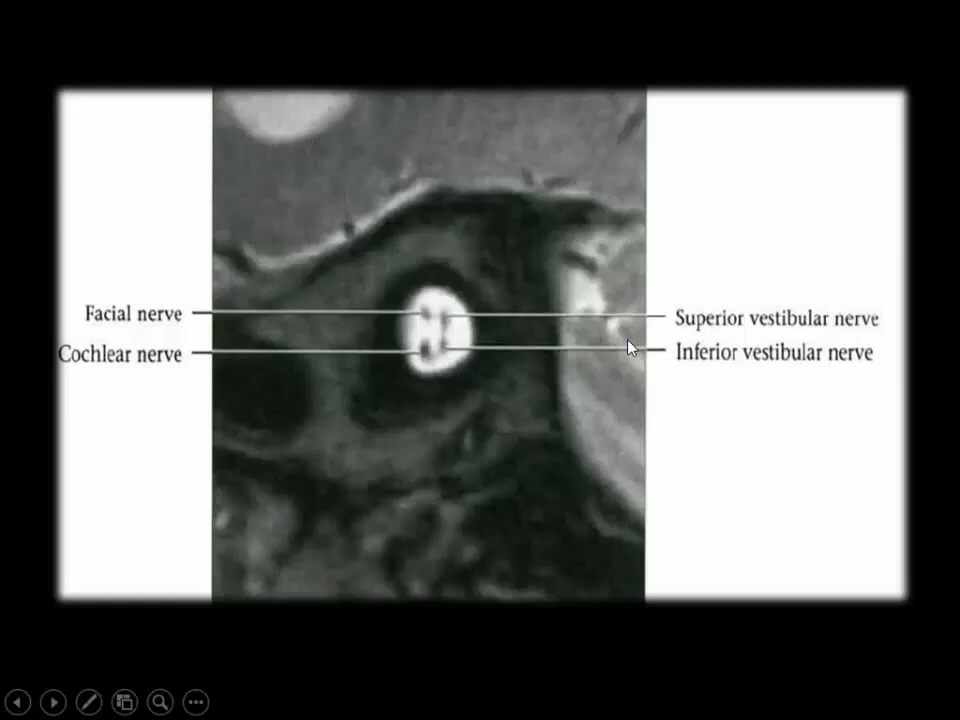 Facial nerve
Superior vestibular nerve
Cochlear nerve
Inferior vestibular nerve